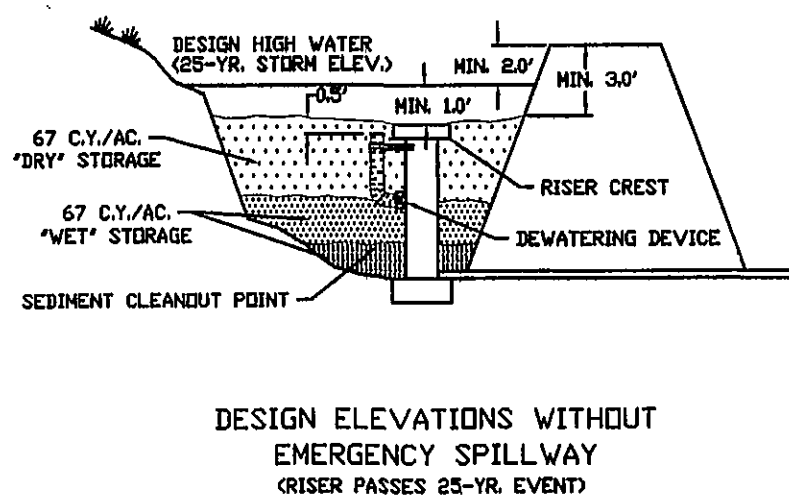 DESIGN HIGH WATER
(25-YR. STORM ELEV.)
MIN. 2.0'
MIN. 3.0'
0.5'
MIN. 1.0'
67 C.Y./AC.
"DRY" STORAGE
RISER CREST
67 C.Y./AC.
"WET" STORAGE
DEWATERING DEVICE
SEDIMENT CLEANOUT POINT
DESIGN ELEVATIONS WITHOUT
EMERGENCY SPILLWAY
(RISER PASSES 25-YR. EVENT)